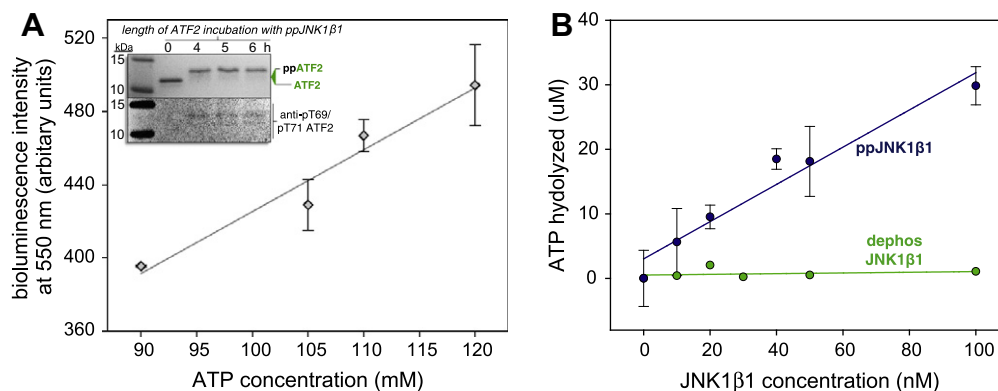 A
length of ATF2 incubation with ppJNK1β1
kDa 0 4 5 6 h
15
10
ppATF2
ATF2
15
10
anti-pT69/
pT71 ATF2
bioluminescence intensity
at 550 nm (arbitary units)
520
480
440
400
360
90 95 100 105 110 115 120
ATP concentration (mM)
B
ATP hydolyzed (uM)
40
30
20
10
0
ppJNK1β1
dephos
JNK1β1
0 20 40 60 80 100
JNK1β1 concentration (nM)